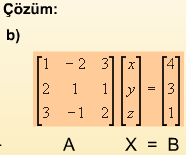 Çözüm:
b)
[1 -2 3] [x] [4]
[2 1 1] [y] = [3]
[3 -1 2] [z] [1]
A X = B